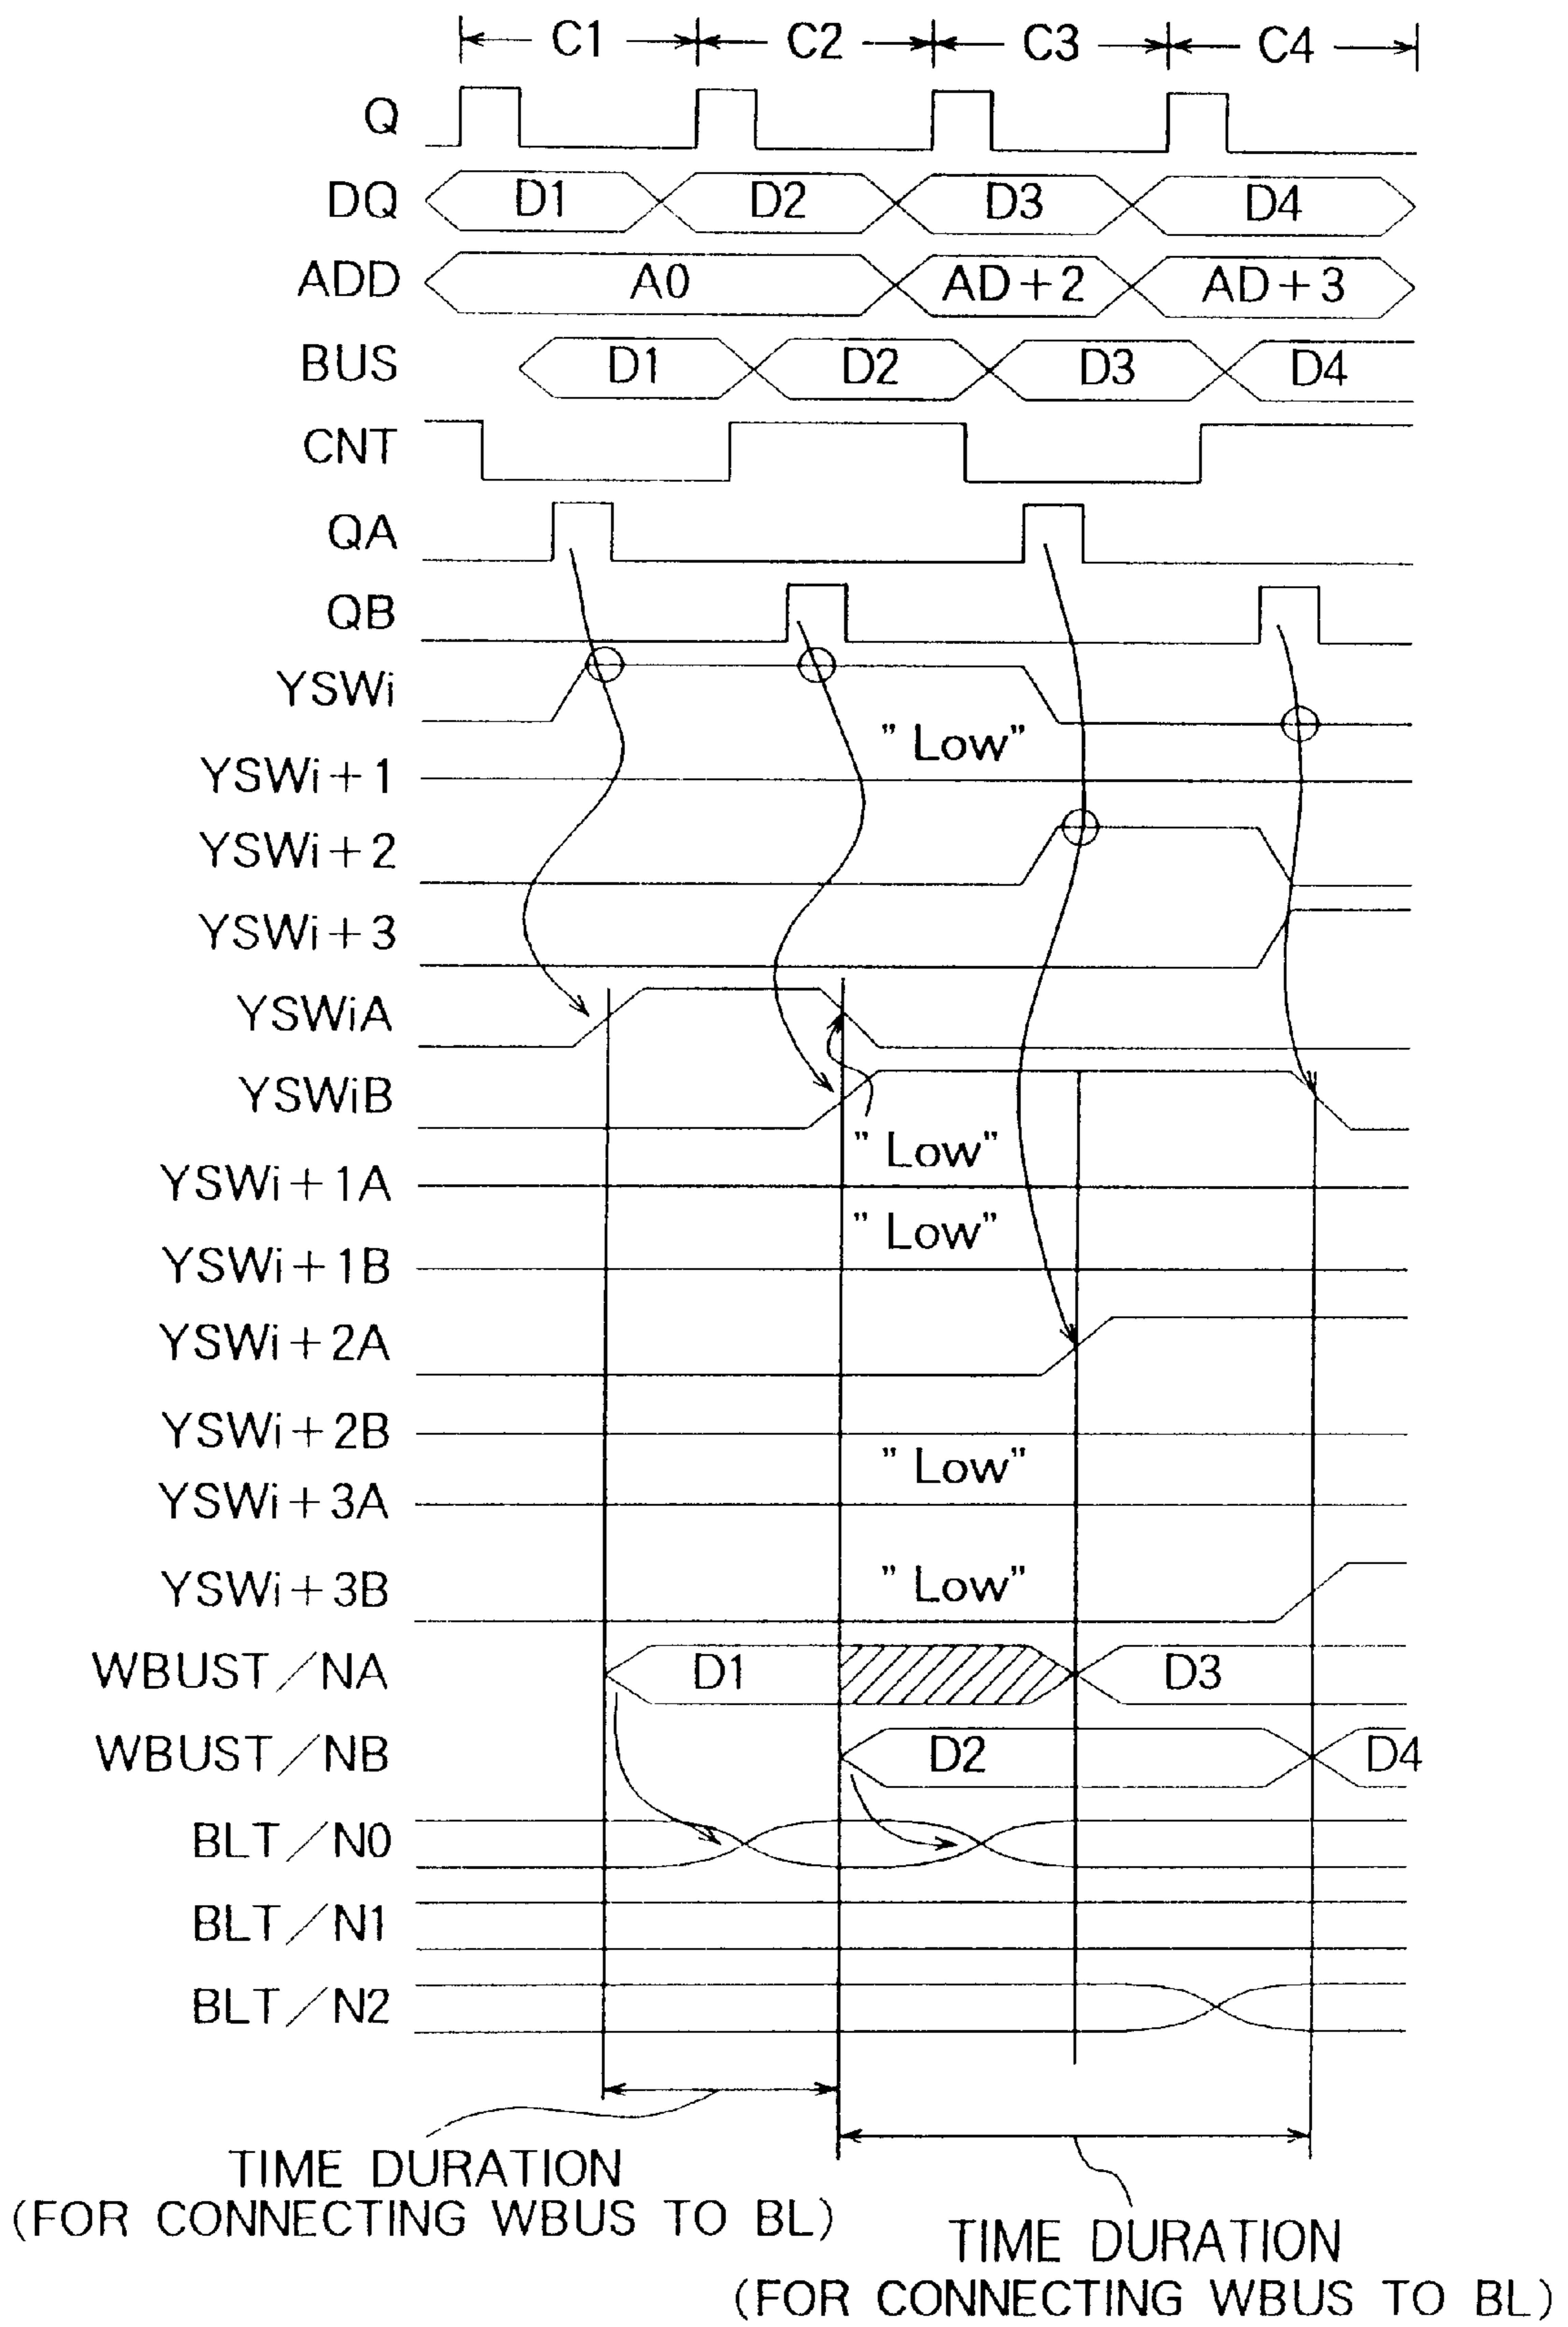 C1 C2 C3 C4
Q
DQ D1 D2 D3 D4
ADD A0 AD+2 AD+3
BUS D1 D2 D3 D4
CNT
QA
QB
YSWi
" Low"
YSWi+1
YSWi+2
YSWi+3
YSWiA
YSWiB
" Low"
YSWi+1A
" Low"
YSWi+1B
YSWi+2A
YSWi+2B
" Low"
YSWi+3A
YSWi+3B " Low"
WBUST/NA D1 D3
WBUST/NB D2 D4
BLT/N0
BLT/N1
BLT/N2
TIME DURATION
(FOR CONNECTING WBUS TO BL)
TIME DURATION
(FOR CONNECTING WBUS TO BL)